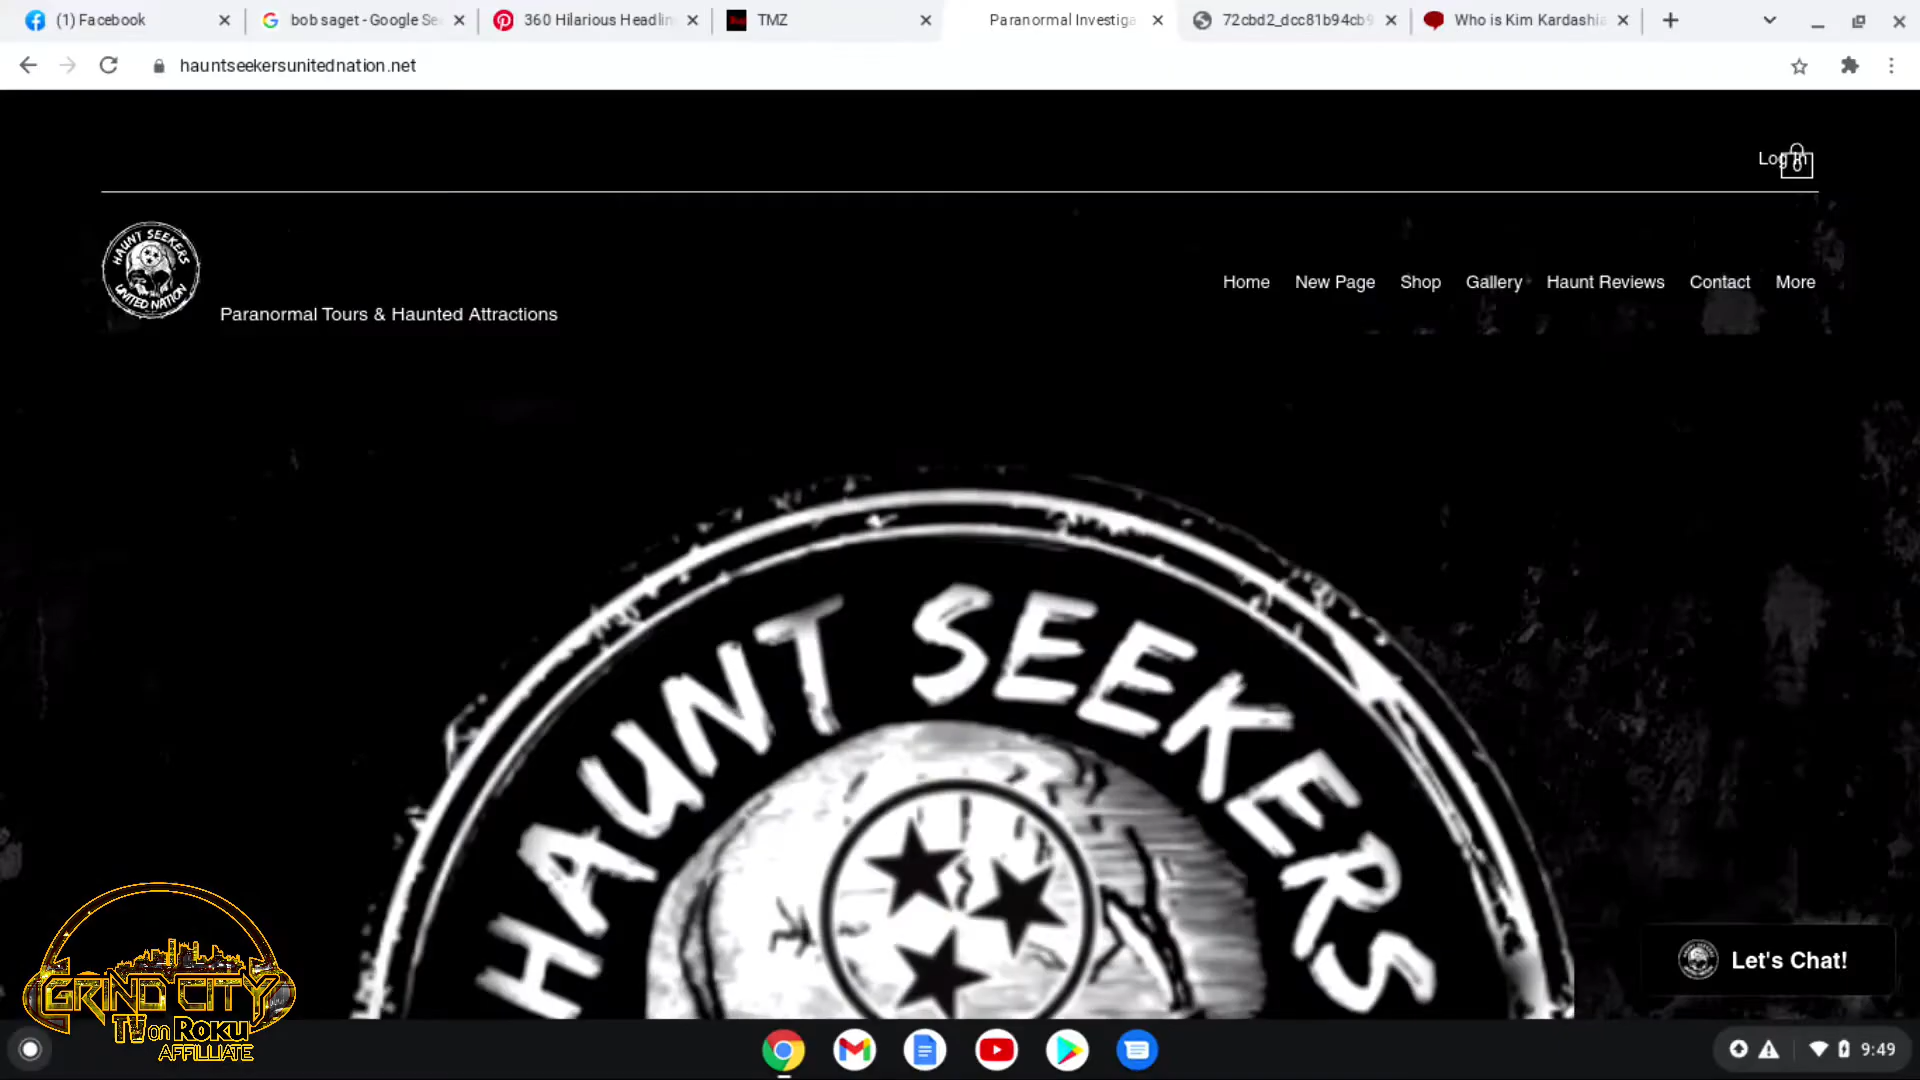 (1) Facebook
bob saget - Google Se
360 Hilarious Headlin
TMZ
Paranormal Investiga
72cbd2_dcc81b94cb9
Who is Kim Kardashia
hauntseekersunitednation.net
Log In
0
HAUNT SEEKERS
UNITED NATION
Paranormal Tours & Haunted Attractions
Home New Page Shop Gallery Haunt Reviews Contact More
HAUNT SEEKERS
Let's Chat!
GRIND CITY
TV on ROKU
AFFILLIATE
9:49